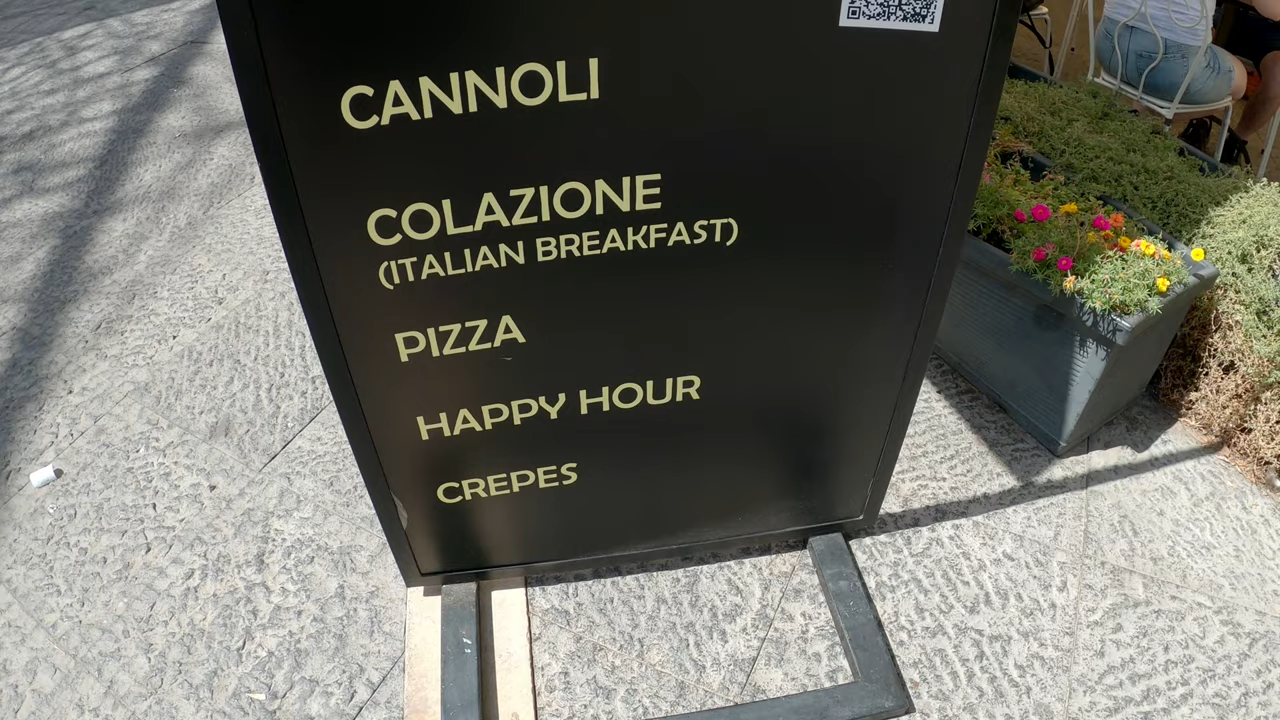 CANNOLI
COLAZIONE
(ITALIAN BREAKFAST)
PIZZA
HAPPY HOUR
CREPES